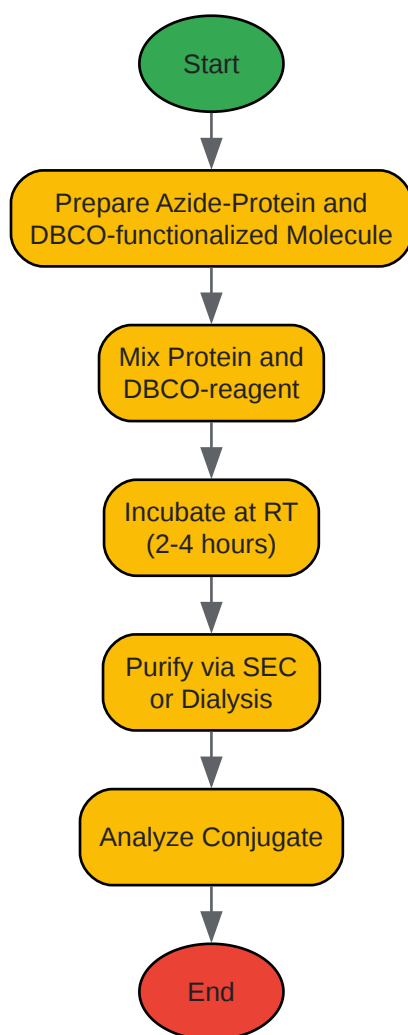 Start
Prepare Azide-Protein and
DBCO-functionalized Molecule
Mix Protein and
DBCO-reagent
Incubate at RT
(2-4 hours)
Purify via SEC
or Dialysis
Analyze Conjugate
End